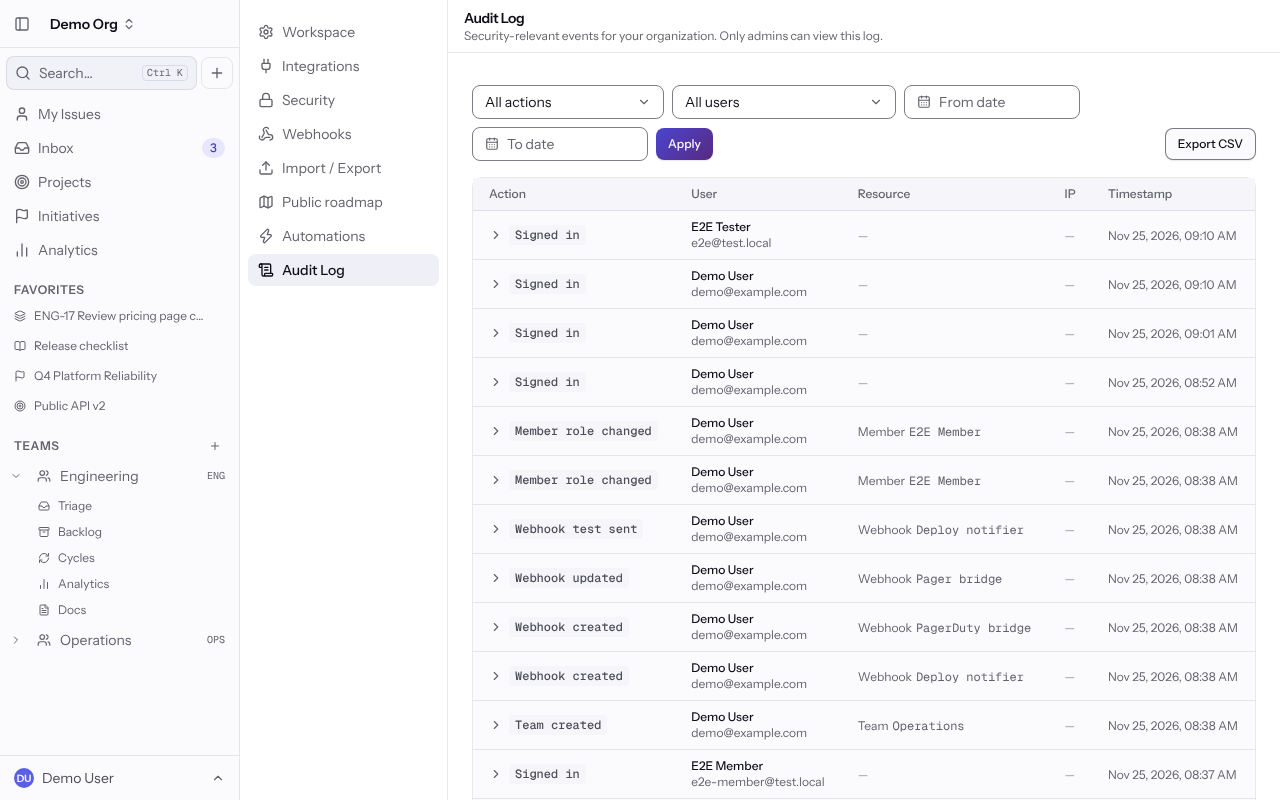 Demo Org
Search...
Ctrl K
My Issues
Inbox
3
Projects
Initiatives
Analytics
FAVORITES
ENG-17 Review pricing page c...
Release checklist
Q4 Platform Reliability
Public API v2
TEAMS
Engineering
ENG
Triage
Backlog
Cycles
Analytics
Docs
Operations
OPS
DU
Demo User
Workspace
Integrations
Security
Webhooks
Import / Export
Public roadmap
Automations
Audit Log
Audit Log
Security-relevant events for your organization. Only admins can view this log.
All actions
All users
From date
To date
Apply
Export CSV
Action User Resource IP Timestamp
Signed in E2E Tester e2e@test.local — — Nov 25, 2026, 09:10 AM
Signed in Demo User demo@example.com — — Nov 25, 2026, 09:10 AM
Signed in Demo User demo@example.com — — Nov 25, 2026, 09:01 AM
Signed in Demo User demo@example.com — — Nov 25, 2026, 08:52 AM
Member role changed Demo User demo@example.com Member E2E Member — Nov 25, 2026, 08:38 AM
Member role changed Demo User demo@example.com Member E2E Member — Nov 25, 2026, 08:38 AM
Webhook test sent Demo User demo@example.com Webhook Deploy notifier — Nov 25, 2026, 08:38 AM
Webhook updated Demo User demo@example.com Webhook Pager bridge — Nov 25, 2026, 08:38 AM
Webhook created Demo User demo@example.com Webhook PagerDuty bridge — Nov 25, 2026, 08:38 AM
Webhook created Demo User demo@example.com Webhook Deploy notifier — Nov 25, 2026, 08:38 AM
Team created Demo User demo@example.com Team Operations — Nov 25, 2026, 08:38 AM
Signed in E2E Member e2e-member@test.local — — Nov 25, 2026, 08:37 AM